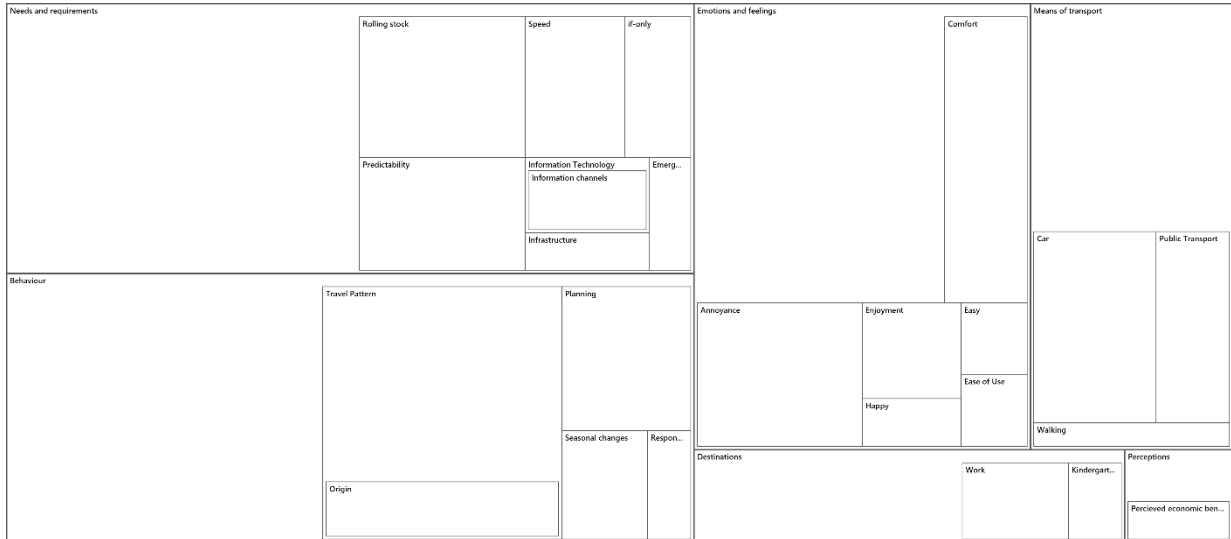 Needs and requirements
Rolling stock
Speed
if-only
Predictability
Information Technology
Information channels
Emerg...
Infrastructure
Behaviour
Travel Pattern
Origin
Planning
Seasonal changes
Respon...
Emotions and feelings
Comfort
Annoyance
Enjoyment
Easy
Ease of Use
Happy
Means of transport
Car
Public Transport
Walking
Destinations
Work
Kindergart...
Perceptions
Percieved economic ben...